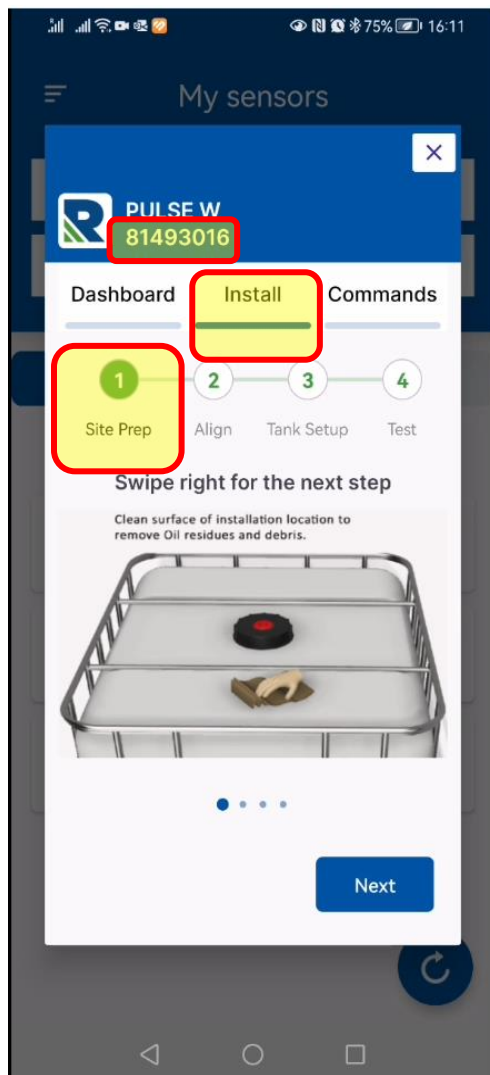 75% 16:11
My sensors
PULSE W
81493016
Dashboard Install Commands
1 2 3 4
Site Prep Align Tank Setup Test
Swipe right for the next step
Clean surface of installation location to
remove Oil residues and debris.
Next